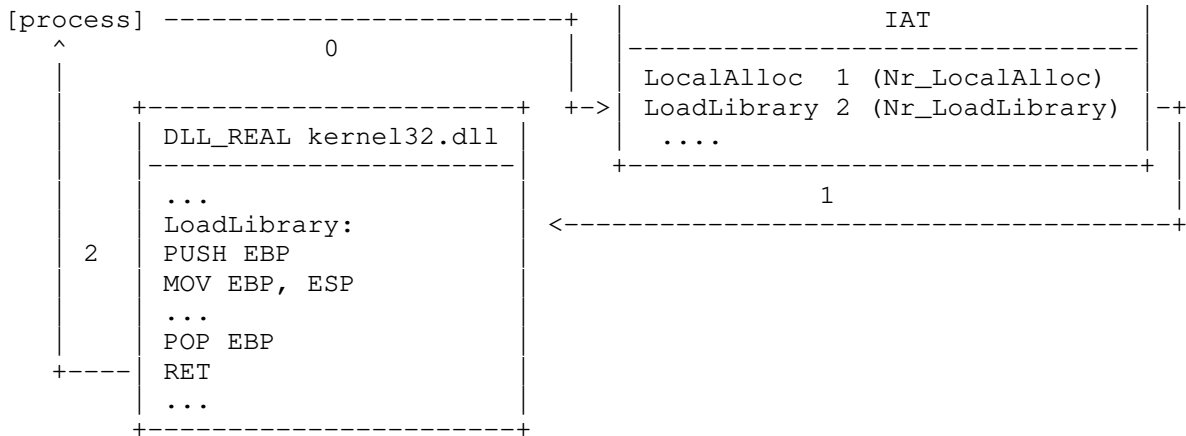 [process]
IAT
0
LocalAlloc 1 (Nr_LocalAlloc)
LoadLibrary 2 (Nr_LoadLibrary)
....
DLL_REAL kernel32.dll
...
1
LoadLibrary:
2 PUSH EBP
MOV EBP, ESP
...
POP EBP
RET
...